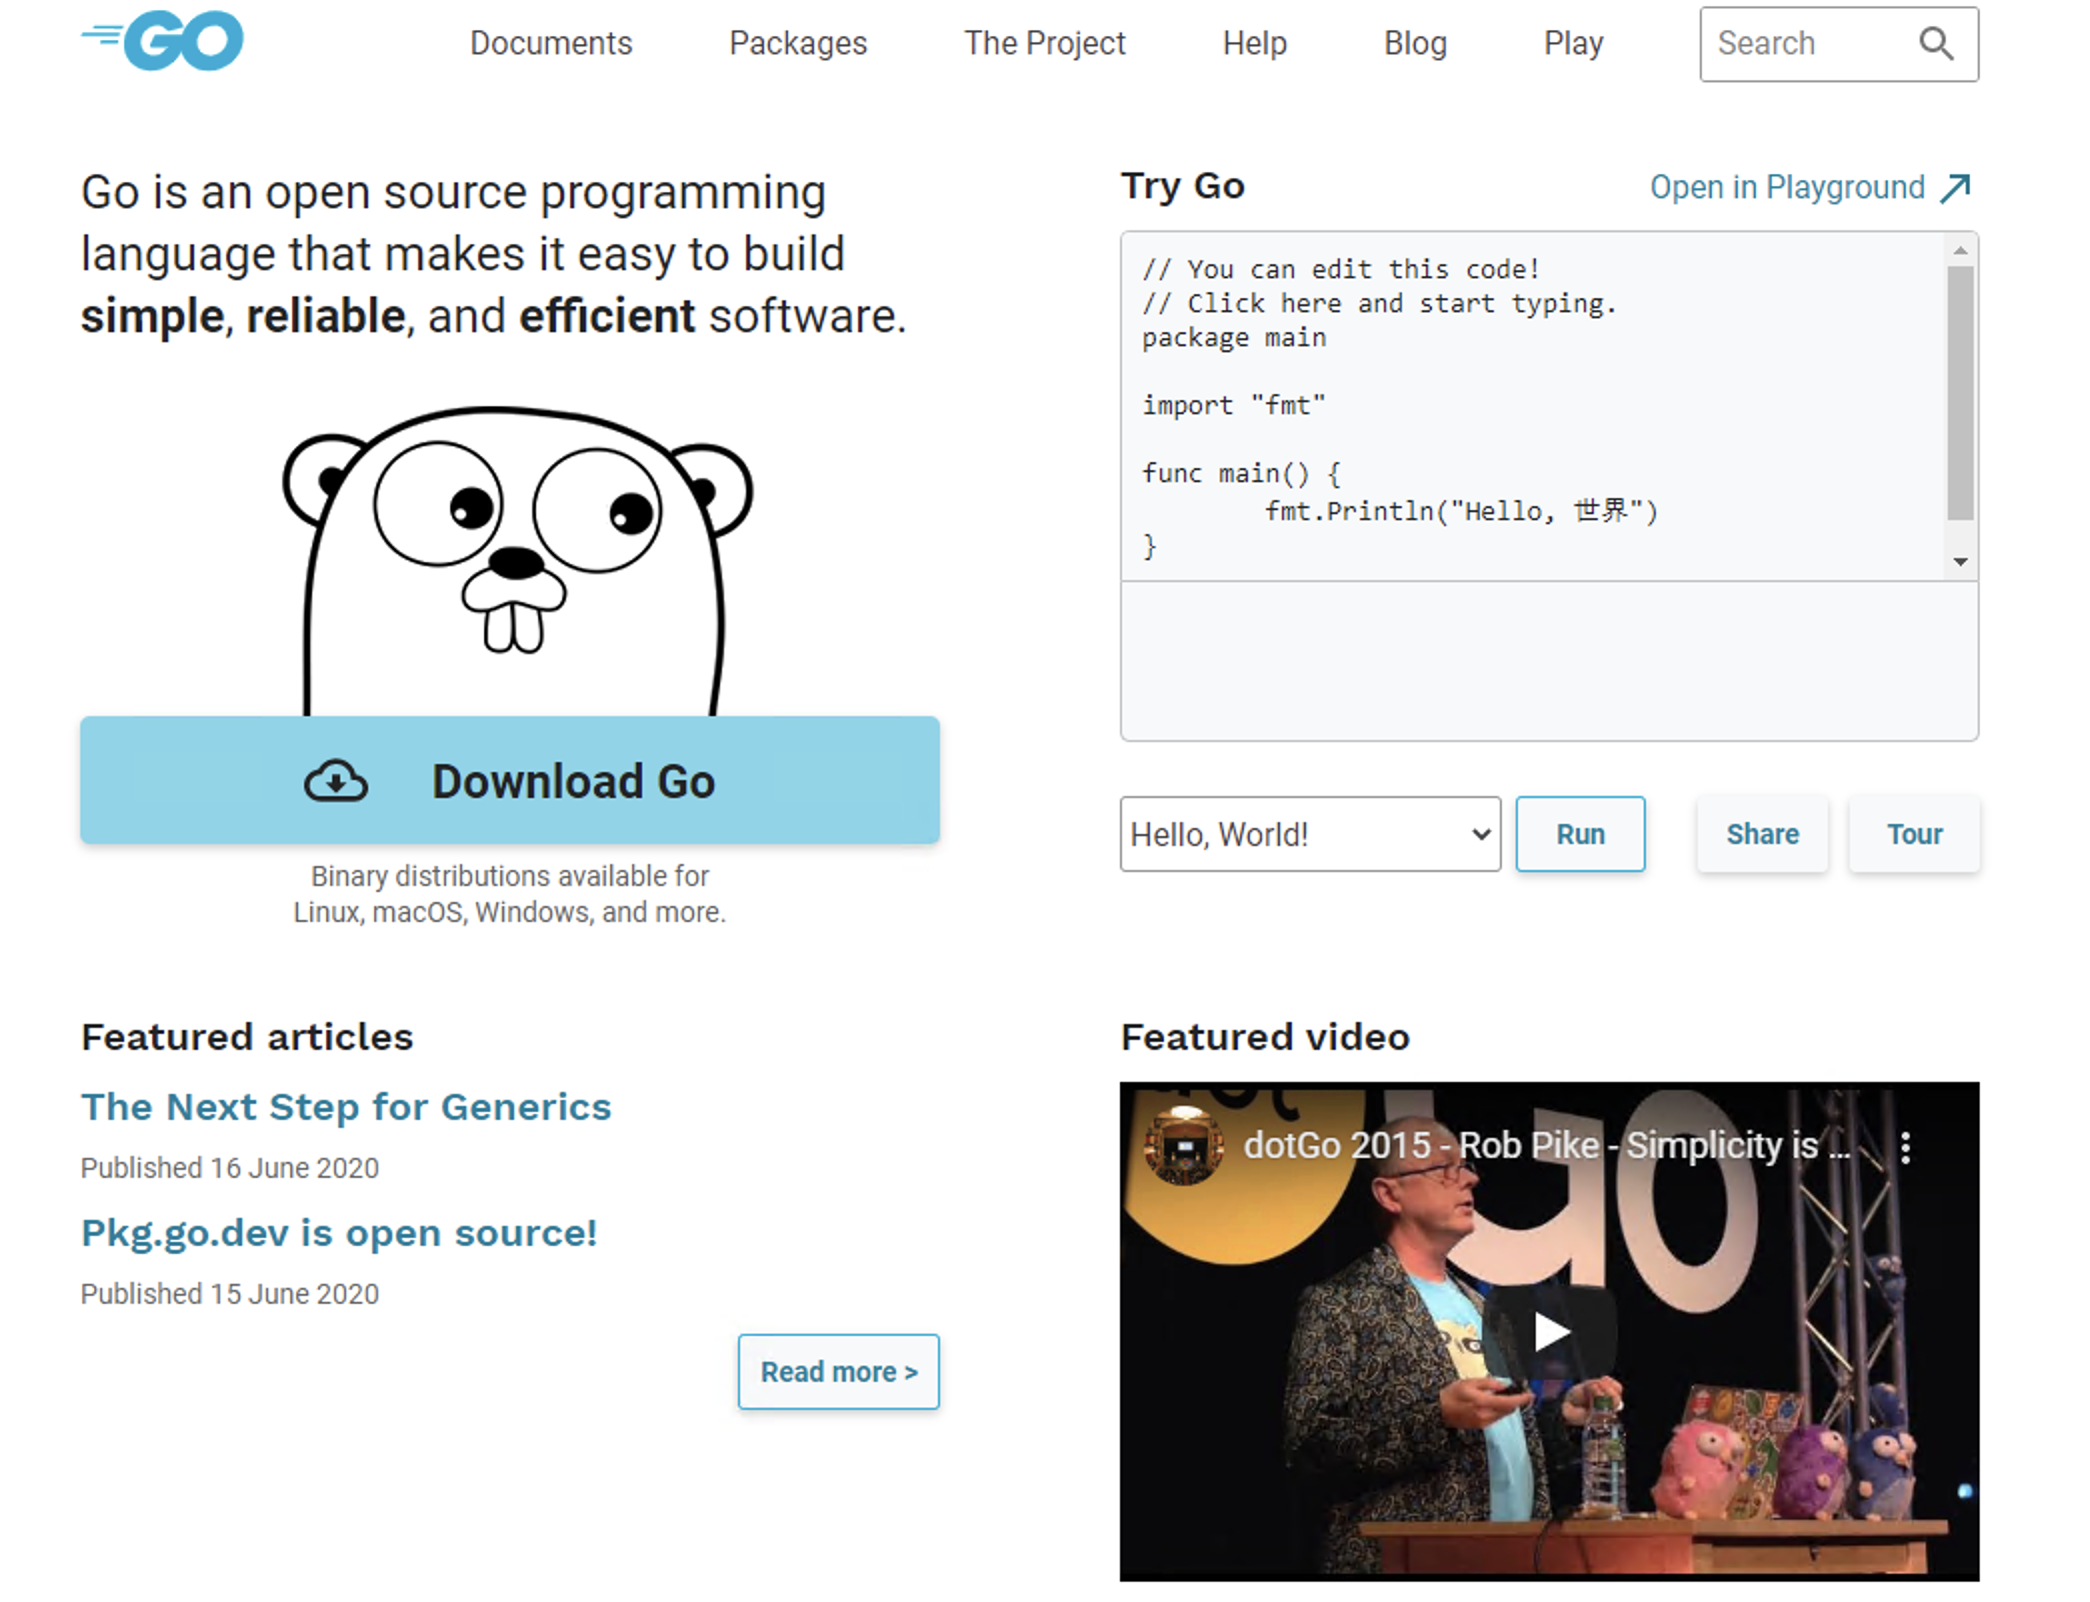 GO
Documents
Packages
The Project
Help
Blog
Play
Search
Go is an open source programming
language that makes it easy to build
simple, reliable, and efficient software.
Download Go
Binary distributions available for
Linux, macOS, Windows, and more.
Try Go
Open in Playground
// You can edit this code!
// Click here and start typing.
package main
import "fmt"
func main() {
fmt.Println("Hello, 世界")
}
Hello, World!
Run
Share
Tour
Featured articles
The Next Step for Generics
Published 16 June 2020
Pkg.go.dev is open source!
Published 15 June 2020
Read more >
Featured video
dotGo 2015 - Rob Pike - Simplicity is ...
GO